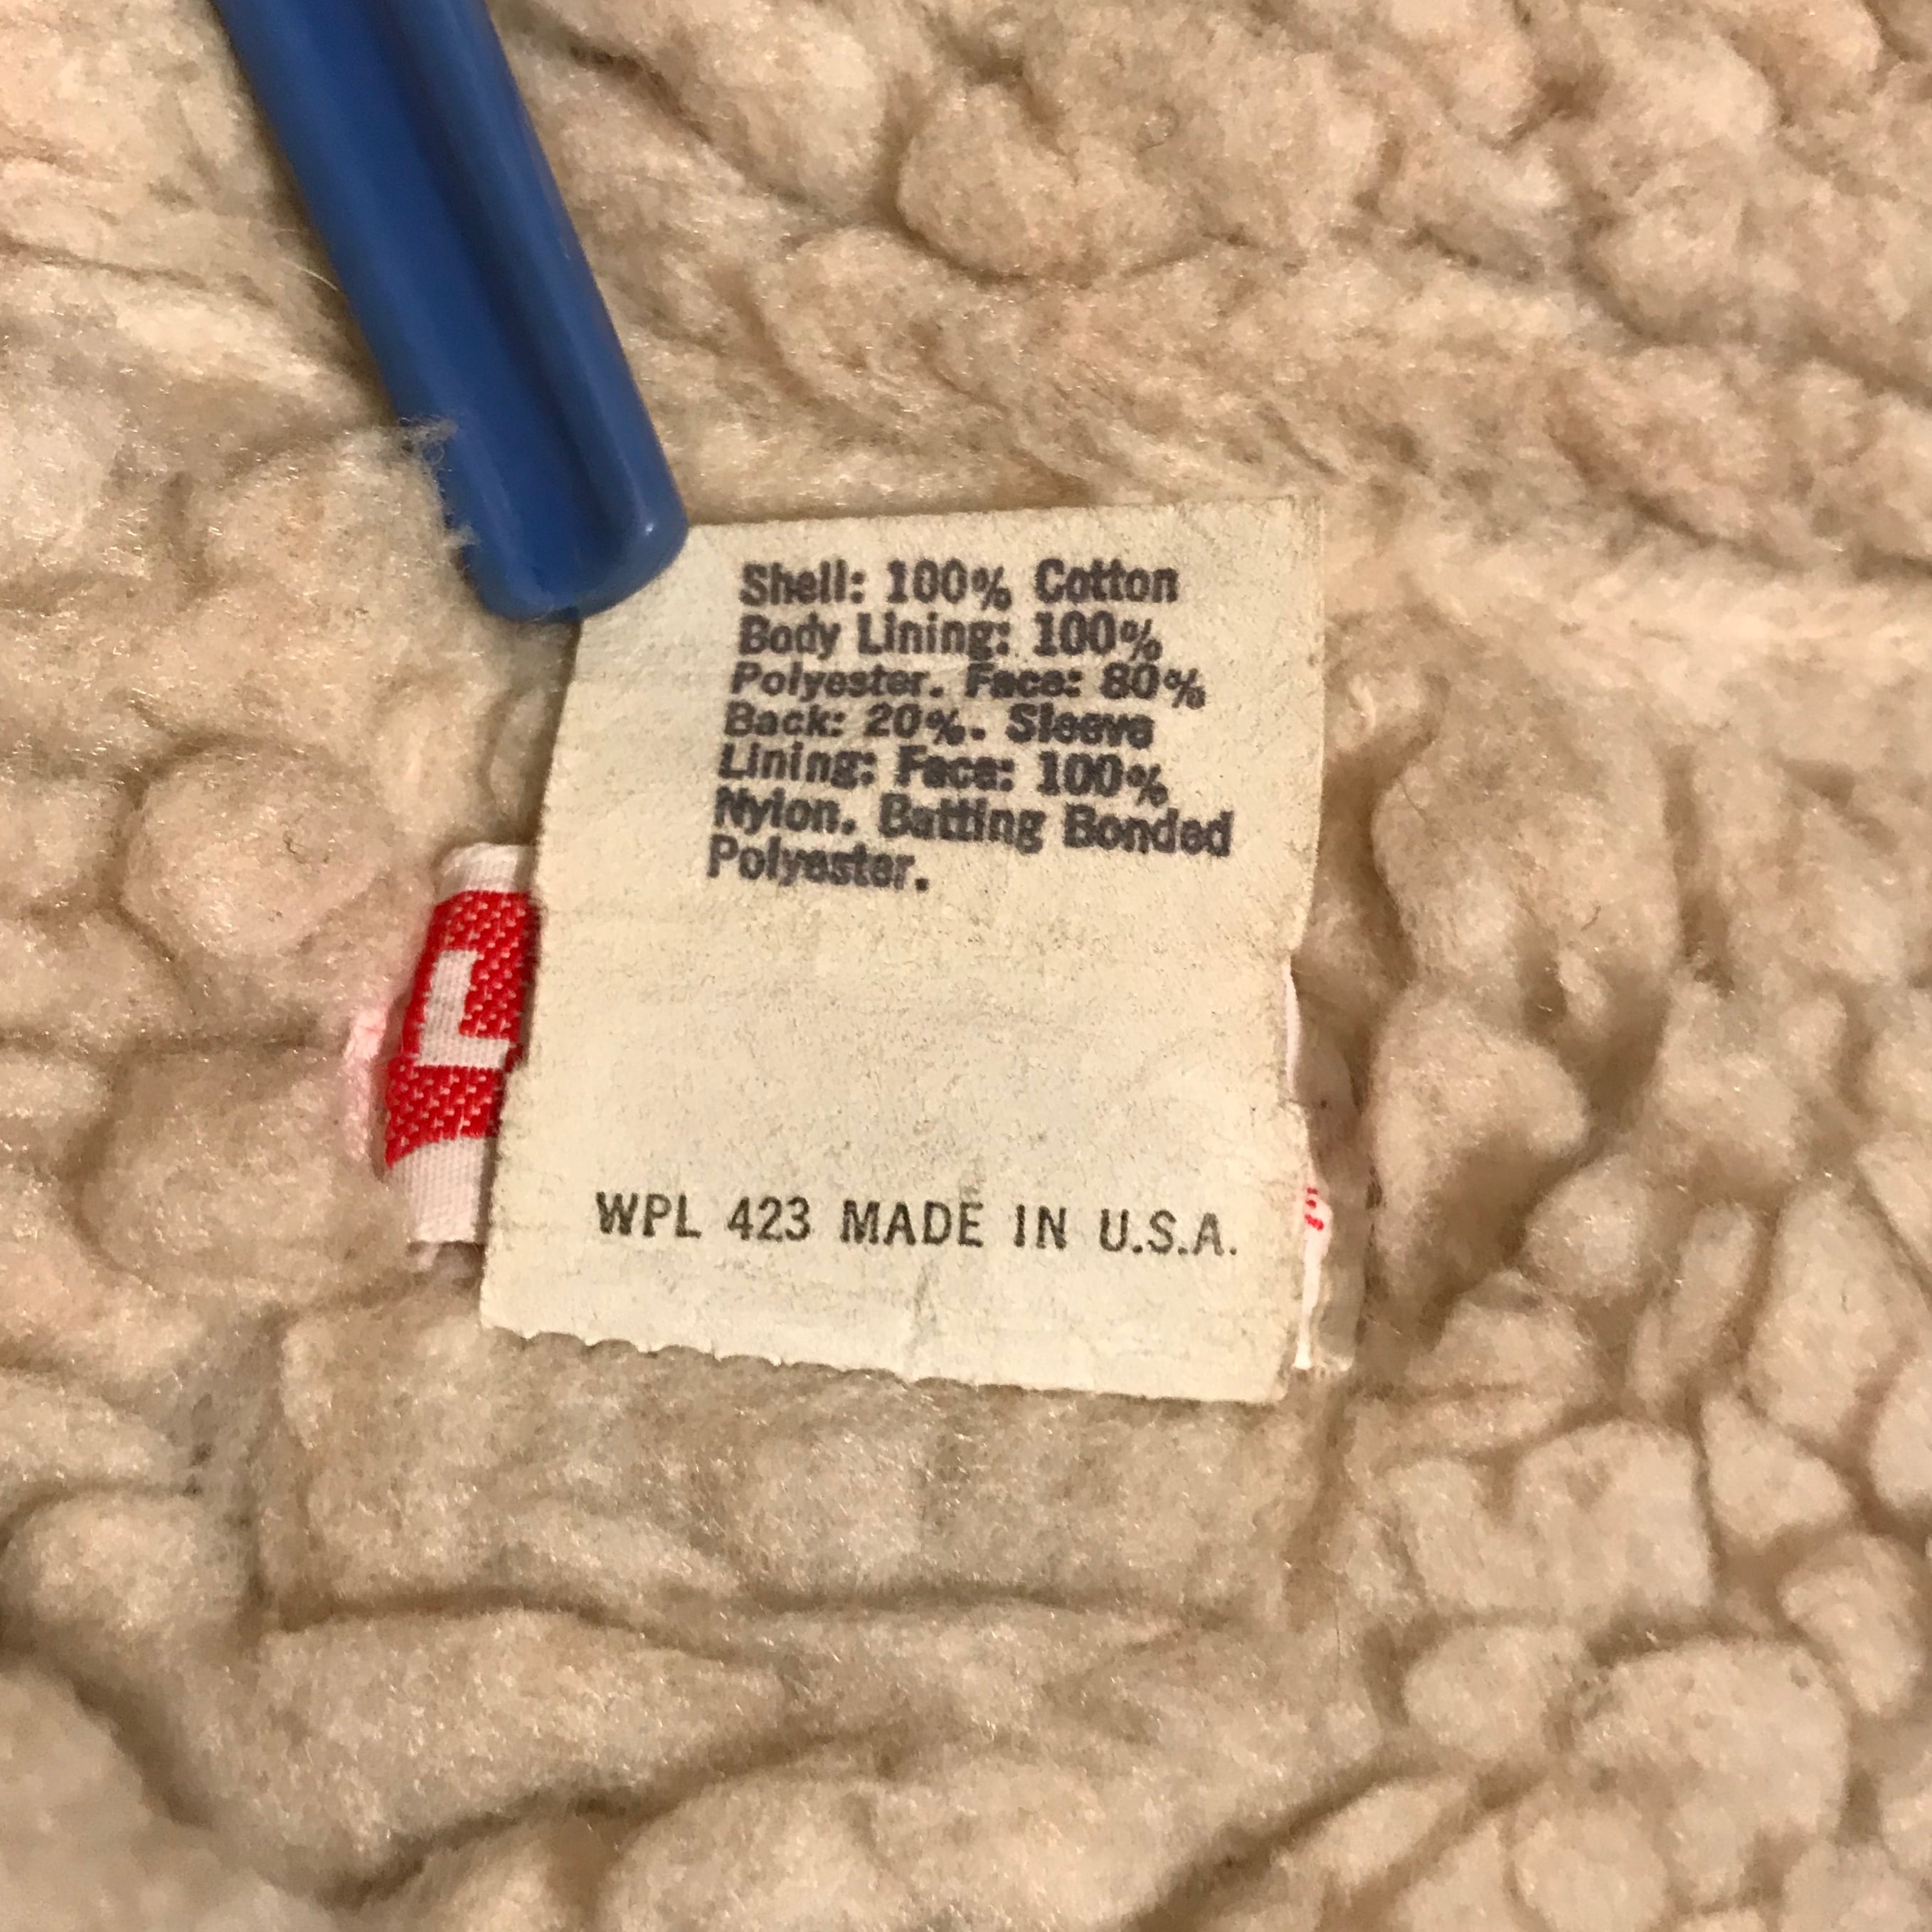 Shell: 100% Cotton
Body Lining: 100%
Polyester. Face: 80%
Back: 20%. Sleeve
Lining: Face: 100%
Nylon. Batting Bonded
Polyester.
L
WPL 423 MADE IN U.S.A.